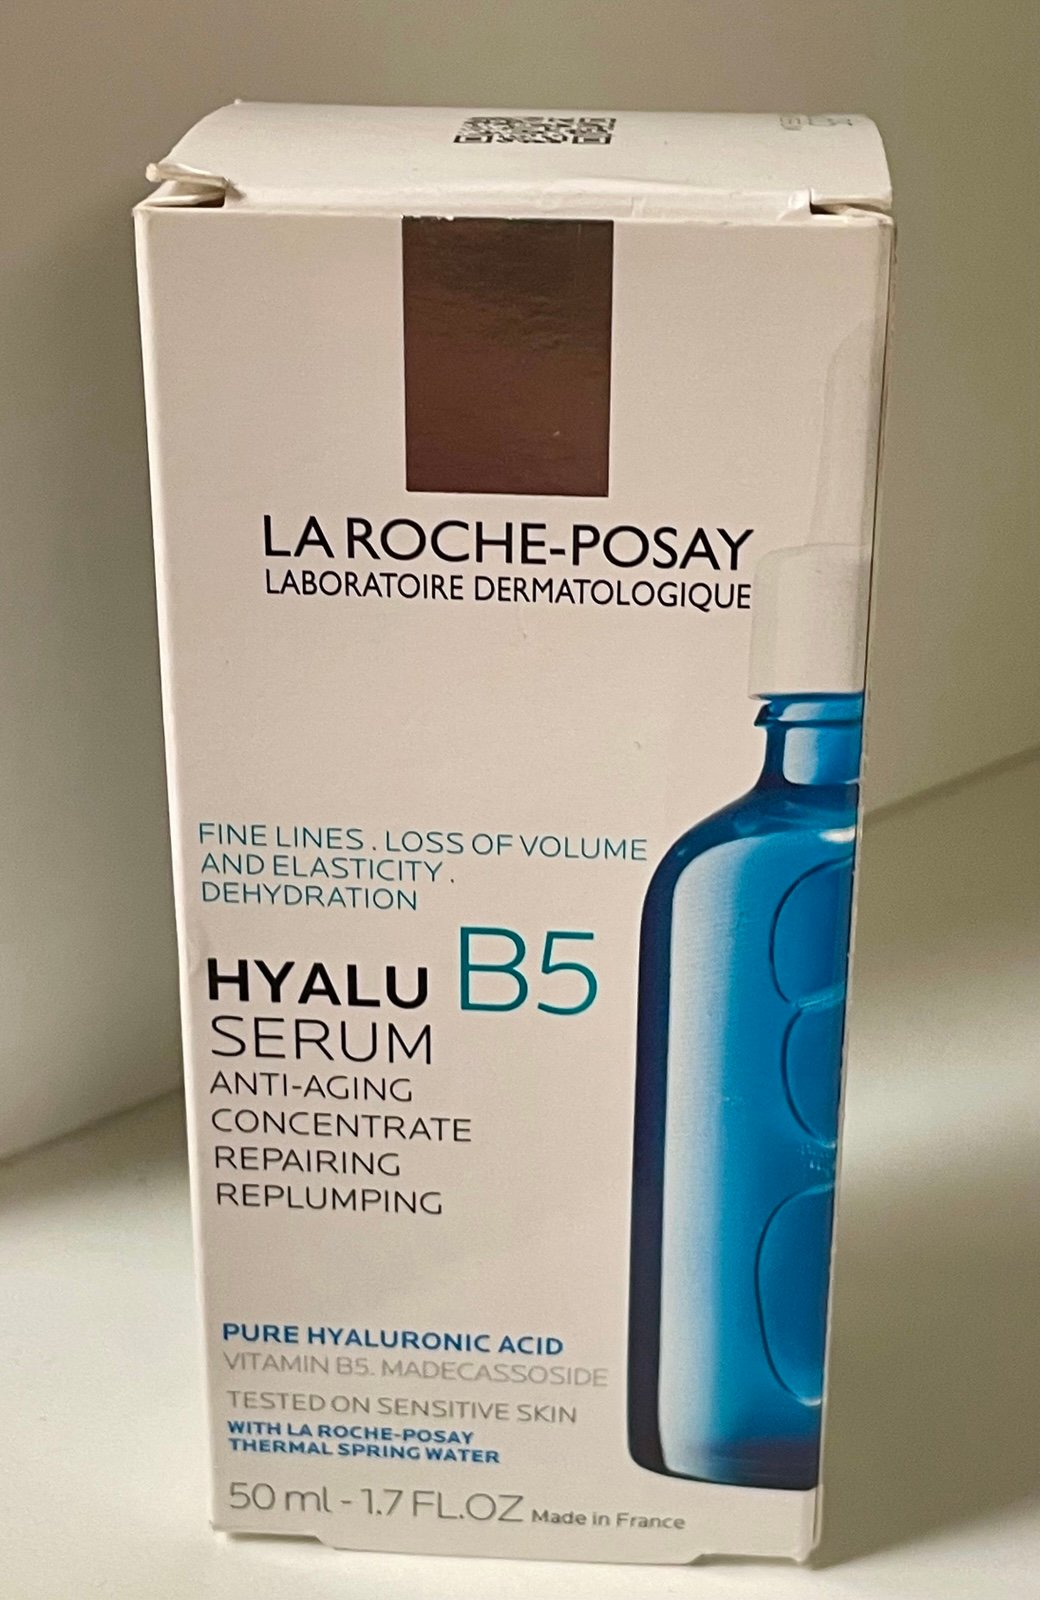 LA ROCHE-POSAY
LABORATOIRE DERMATOLOGIQUE
FINE LINES . LOSS OF VOLUME
AND ELASTICITY .
DEHYDRATION
HYALU B5
SERUM
ANTI-AGING
CONCENTRATE
REPAIRING
REPLUMPING
PURE HYALURONIC ACID
VITAMIN B5. MADECASSOSIDE
TESTED ON SENSITIVE SKIN
WITH LA ROCHE-POSAY
THERMAL SPRING WATER
50 ml - 1.7 FL.OZ Made in France